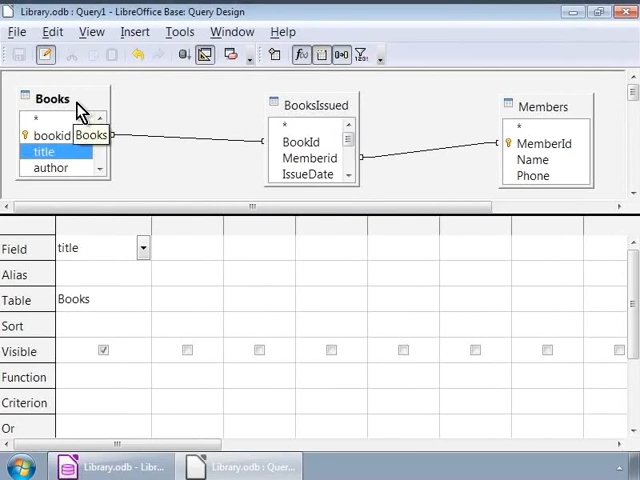 Library.odb : Query1 - LibreOffice Base: Query Design
File Edit View Insert Tools Window Help
Books
*
bookid
title
author
Books
BooksIssued
*
BookId
Memberid
IssueDate
Members
*
MemberId
Name
Phone
Field title
Alias
Table Books
Sort
Visible
Function
Criterion
Or
Library.odb - Libr...
Library.odb : Query...